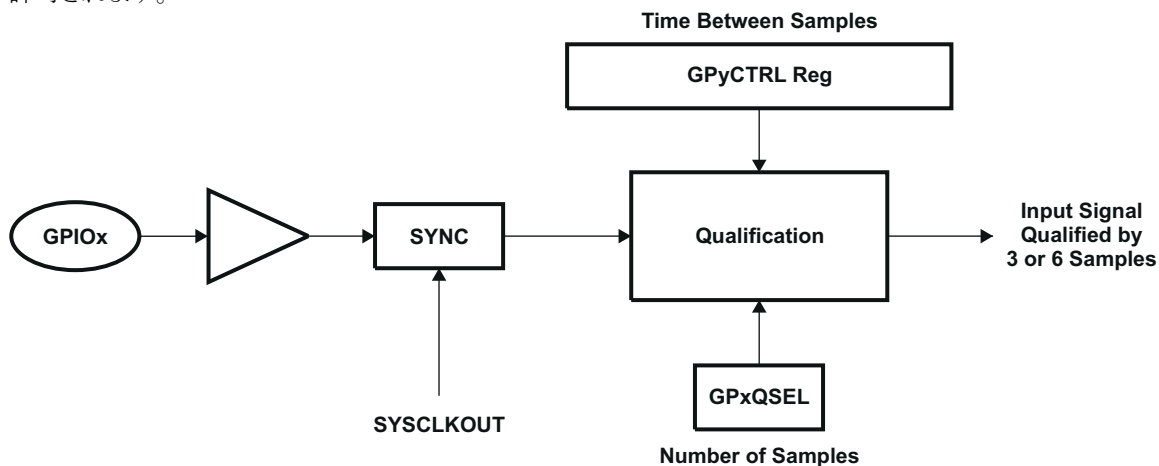 Time Between Samples
GPyCTRL Reg
GPIOx
SYNC
Qualification
Input Signal
Qualified by
3 or 6 Samples
GPxQSEL
SYSCLKOUT
Number of Samples